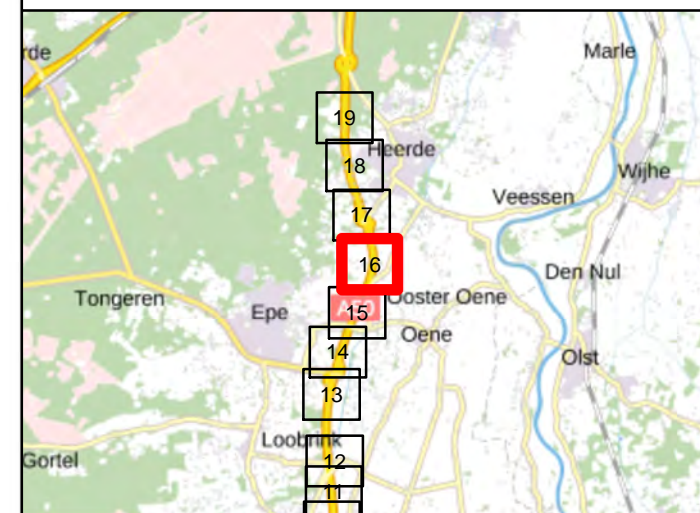 rde
Marle
19
Heerde
18
Wijhe
Veessen
17
16
Den Nul
Tongeren
Ooster Oene
A50
Epe
15
Oene
14
Olst
13
Loobrink
Gortel
12
11